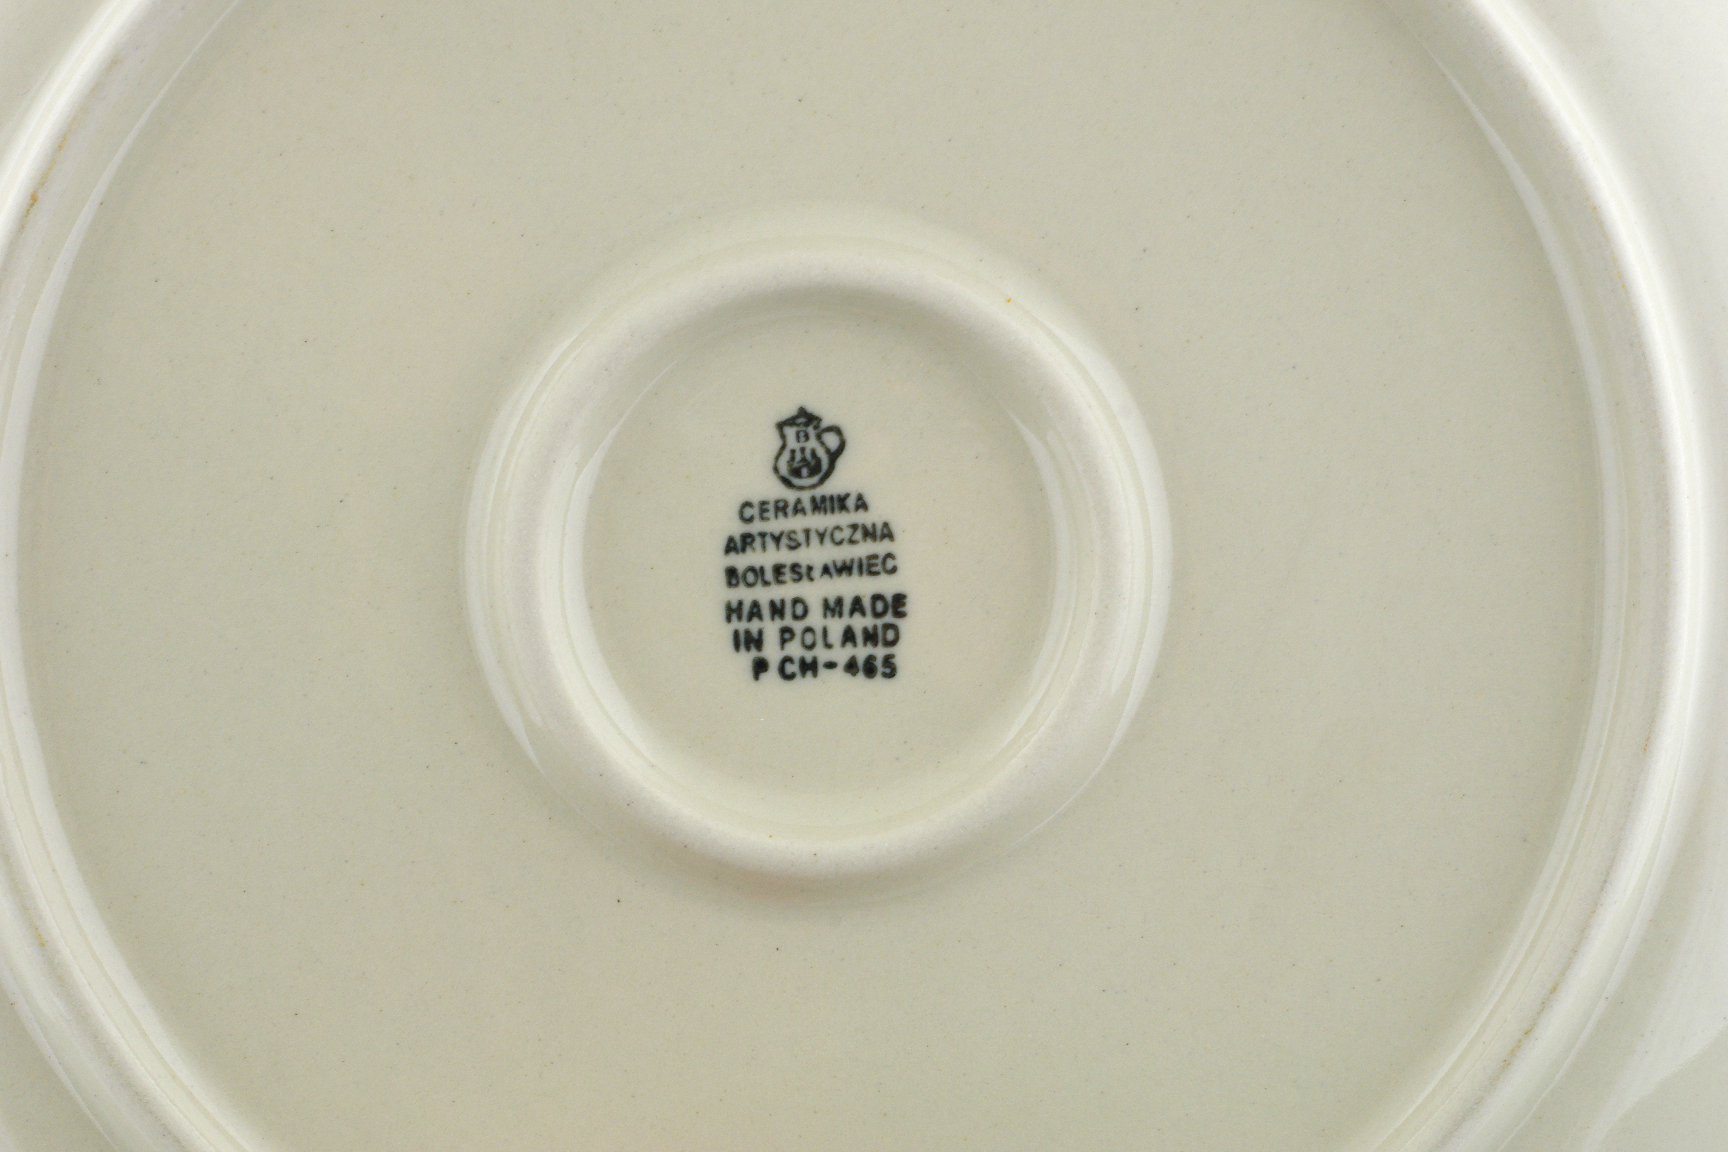 B
CERAMIKA
ARTYSTYCZNA
BOLESŁAWIEC
HAND MADE
IN POLAND
P CH-465